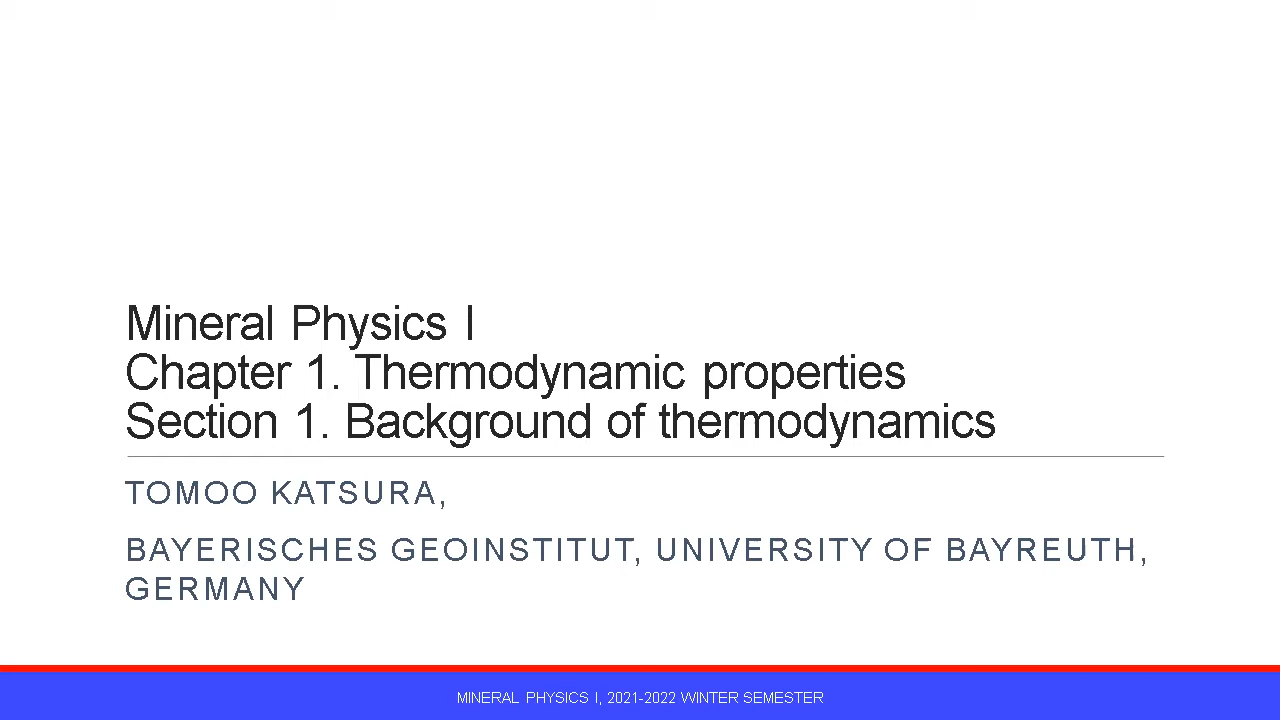 Mineral Physics I
Chapter 1. Thermodynamic properties
Section 1. Background of thermodynamics
TOMOO KATSURA,
BAYERISCHES GEOINSTITUT, UNIVERSITY OF BAYREUTH,
GERMANY
MINERAL PHYSICS I, 2021-2022 WINTER SEMESTER